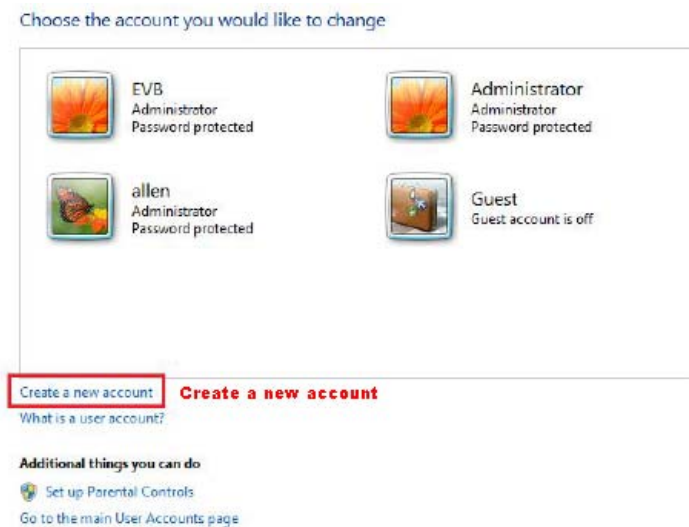 Choose the account you would like to change
EVB
Administrator
Password protected
Administrator
Administrator
Password protected
allen
Administrator
Password protected
Guest
Guest account is off
Create a new account
Create a new account
What is a user account?
Additional things you can do
Set up Parental Controls
Go to the main User Accounts page